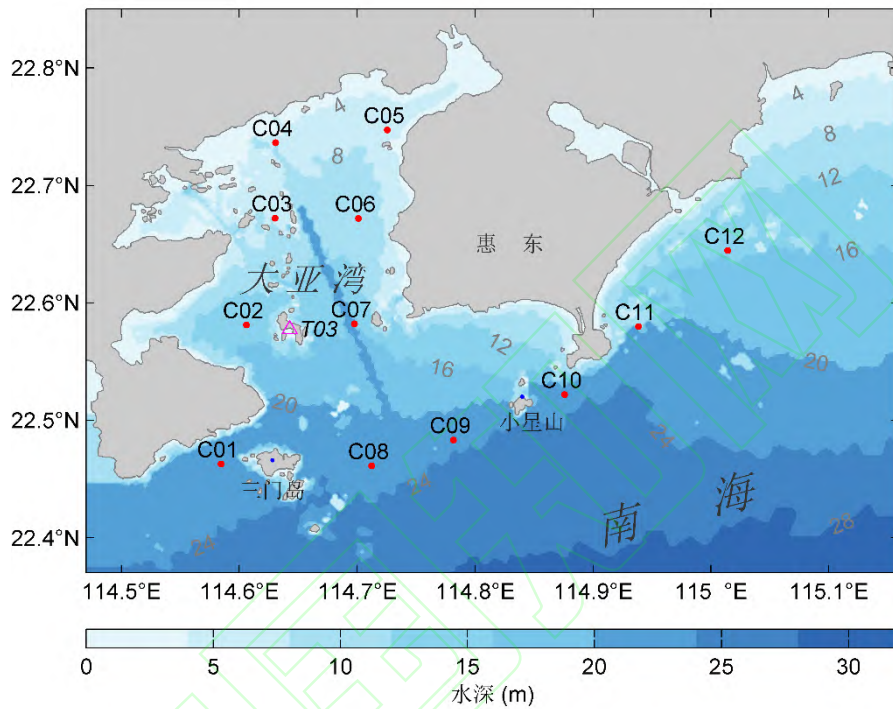 22.8°N
22.7°N
22.6°N
22.5°N
22.4°N
4
C05
C04
8
C03
C06
惠 东
大亚湾
C02
C07
T03
12
16
20
C01
三门岛
C08
C09
C10
小星山
24
24
C11
C12
4
8
12
16
20
24
28
南 海
114.5°E
114.6°E
114.7°E
114.8°E
114.9°E
115 °E
115.1°E
0
5
10
15
20
25
30
水深 (m)